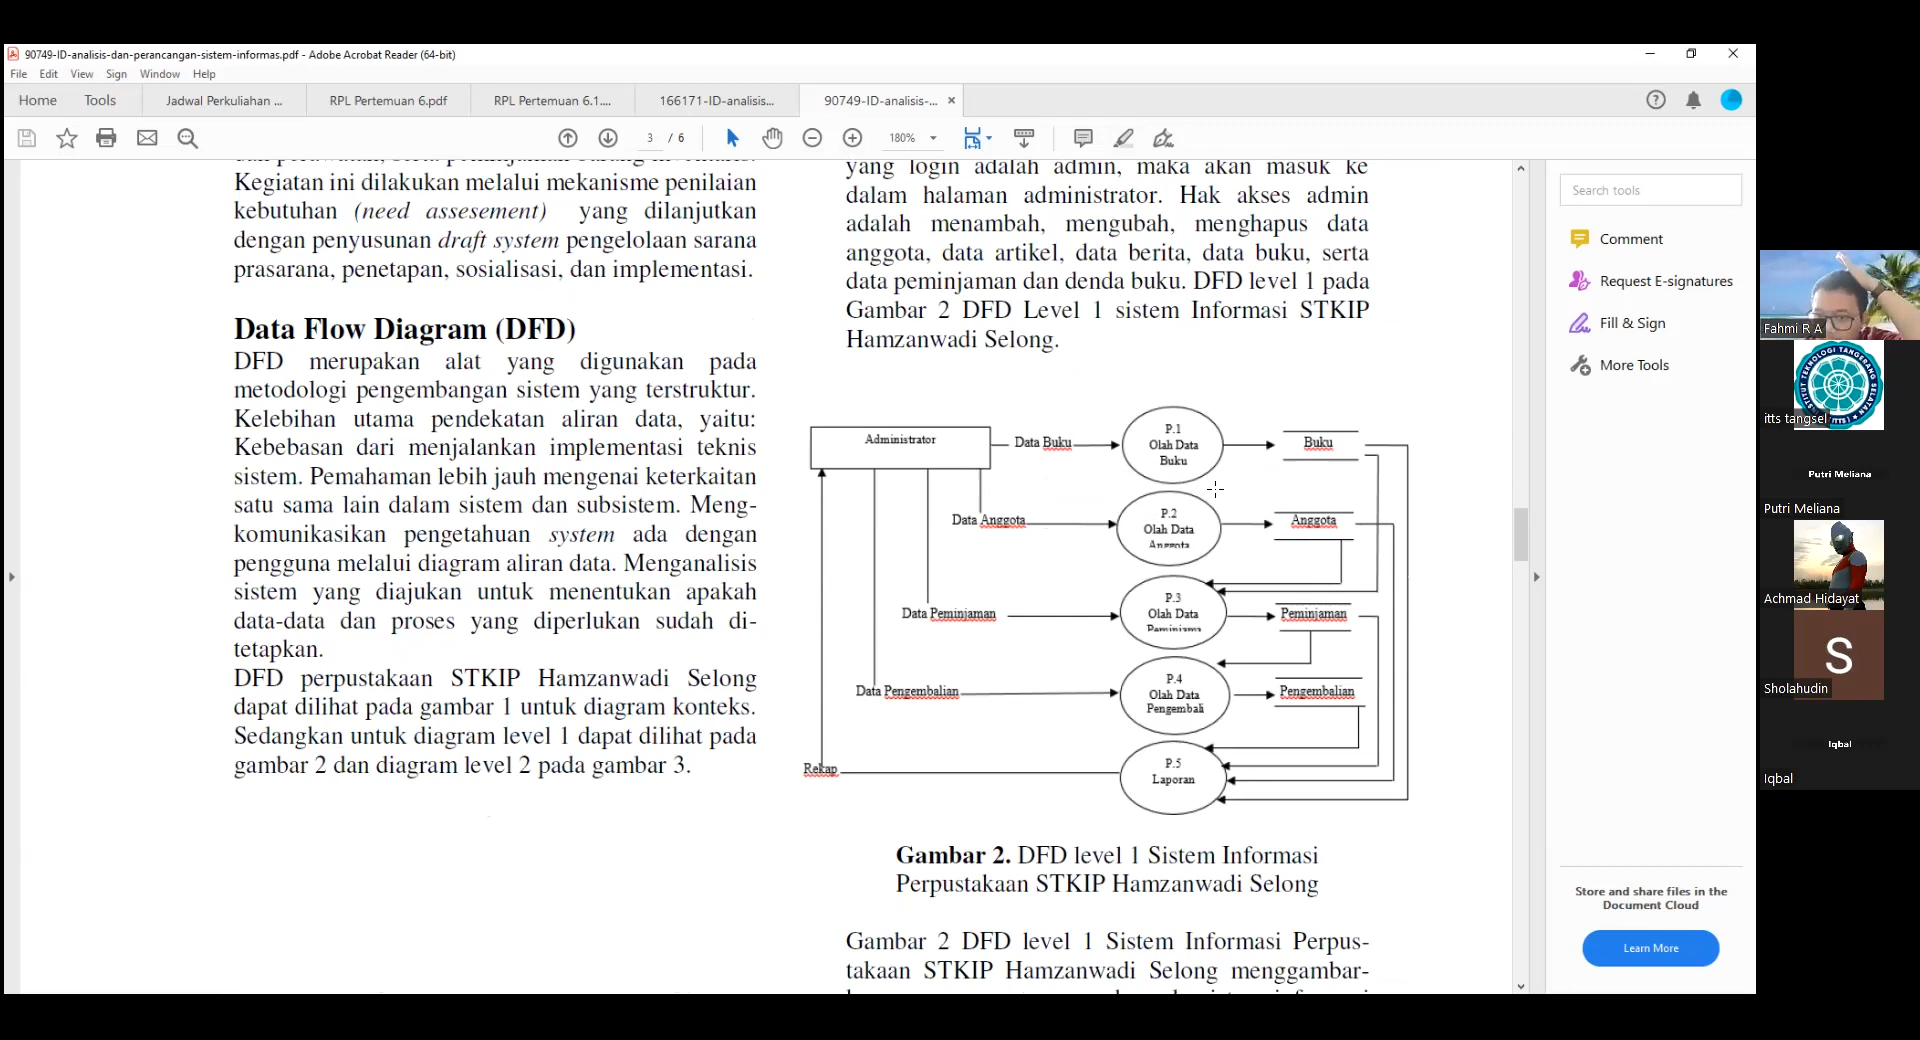 90749-ID-analisis-dan-perancangan-sistem-informas.pdf - Adobe Acrobat Reader (64-bit)
File Edit View Sign Window Help
Home Tools Jadwal Perkuliahan ... RPL Pertemuan 6.pdf RPL Pertemuan 6.1.... 166171-ID-analisis... 90749-ID-analisis-...
3 / 6 180%
Kegiatan ini dilakukan melalui mekanisme penilaian
kebutuhan (need assesement) yang dilanjutkan
dengan penyusunan draft system pengelolaan sarana
prasarana, penetapan, sosialisasi, dan implementasi.
Data Flow Diagram (DFD)
DFD merupakan alat yang digunakan pada
metodologi pengembangan sistem yang terstruktur.
Kelebihan utama pendekatan aliran data, yaitu:
Kebebasan dari menjalankan implementasi teknis
sistem. Pemahaman lebih jauh mengenai keterkaitan
satu sama lain dalam sistem dan subsistem. Meng-
komunikasikan pengetahuan system ada dengan
pengguna melalui diagram aliran data. Menganalisis
sistem yang diajukan untuk menentukan apakah
data-data dan proses yang diperlukan sudah di-
tetapkan.
DFD perpustakaan STKIP Hamzanwadi Selong
dapat dilihat pada gambar 1 untuk diagram konteks.
Sedangkan untuk diagram level 1 dapat dilihat pada
gambar 2 dan diagram level 2 pada gambar 3.
yang login adalah admin, maka akan masuk ke
dalam halaman administrator. Hak akses admin
adalah menambah, mengubah, menghapus data
anggota, data artikel, data berita, data buku, serta
data peminjaman dan denda buku. DFD level 1 pada
Gambar 2 DFD Level 1 sistem Informasi STKIP
Hamzanwadi Selong.
Administrator
Data Buku
P.1
Olah Data
Buku
Buku
Data Anggota
P.2
Olah Data
Anggota
Anggota
Data Peminjaman
P.3
Olah Data
Peminjama
Peminjaman
Data Pengembalian
P.4
Olah Data
Pengembali
Pengembalian
Rekap
P.5
Laporan
Gambar 2. DFD level 1 Sistem Informasi
Perpustakaan STKIP Hamzanwadi Selong
Gambar 2 DFD level 1 Sistem Informasi Perpus-
takaan STKIP Hamzanwadi Selong menggambar-
Search tools
Comment
Request E-signatures
Fill & Sign
More Tools
Store and share files in the
Document Cloud
Learn More
Fahmi R A
INSTITUT TEKNOLOGI TANGERANG SELATAN
itts tangsel
Putri Meliana
Putri Meliana
Achmad Hidayat
S
Sholahudin
Iqbal
Iqbal